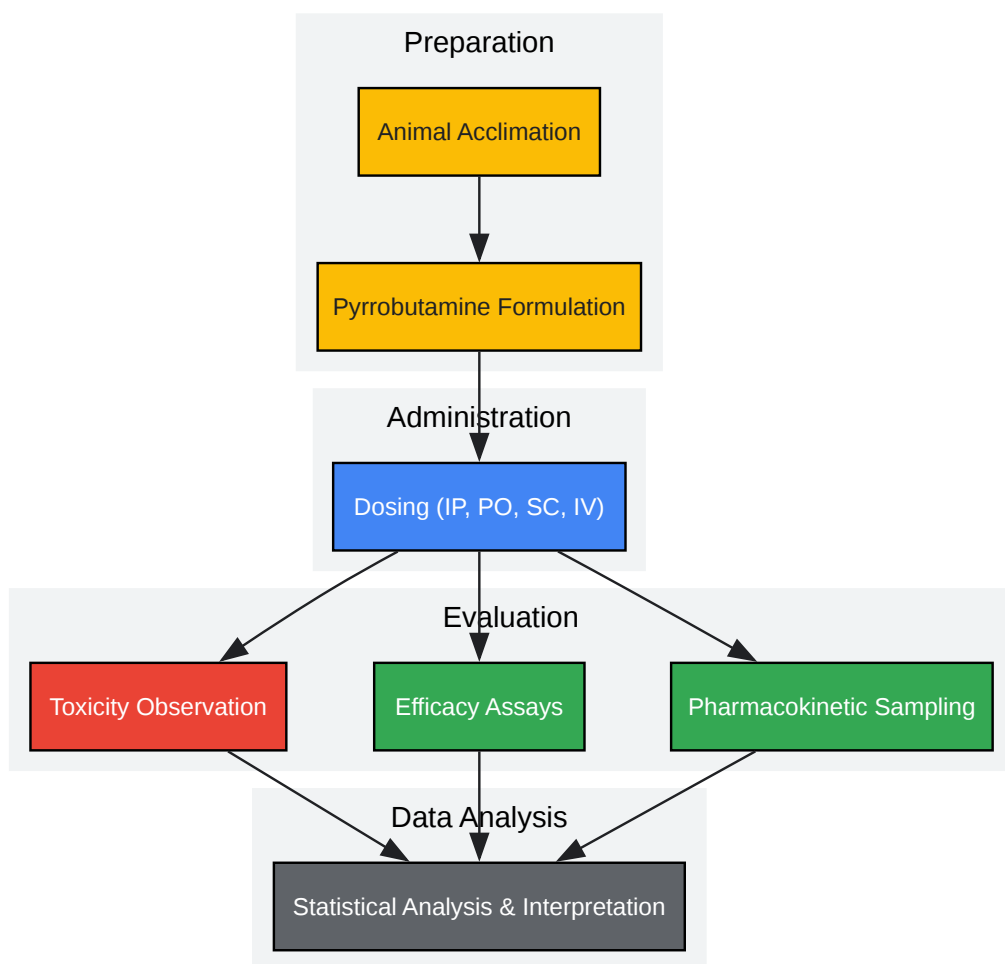 Preparation
Animal Acclimation
Pyrrobutamine Formulation
Administration
Dosing (IP, PO, SC, IV)
Evaluation
Toxicity Observation
Efficacy Assays
Pharmacokinetic Sampling
Data Analysis
Statistical Analysis & Interpretation